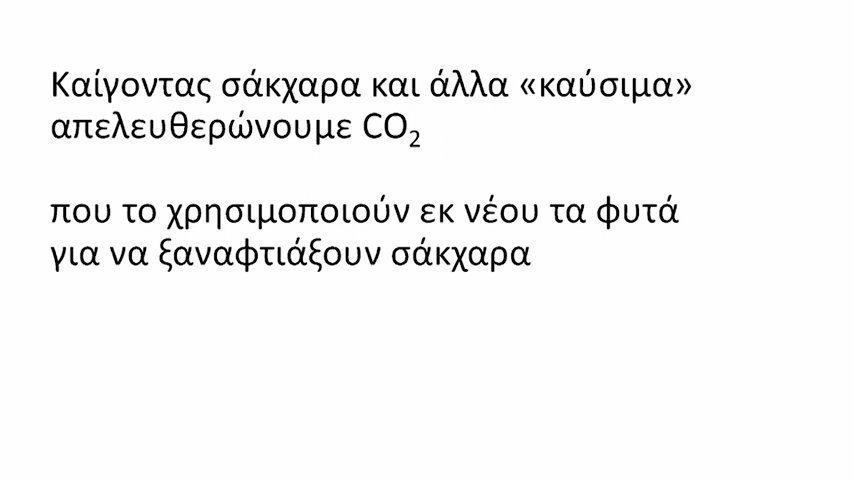 Καίγοντας σάκχαρα και άλλα «καύσιμα»
απελευθερώνουμε CO₂
που το χρησιμοποιούν εκ νέου τα φυτά
για να ξαναφτιάξουν σάκχαρα